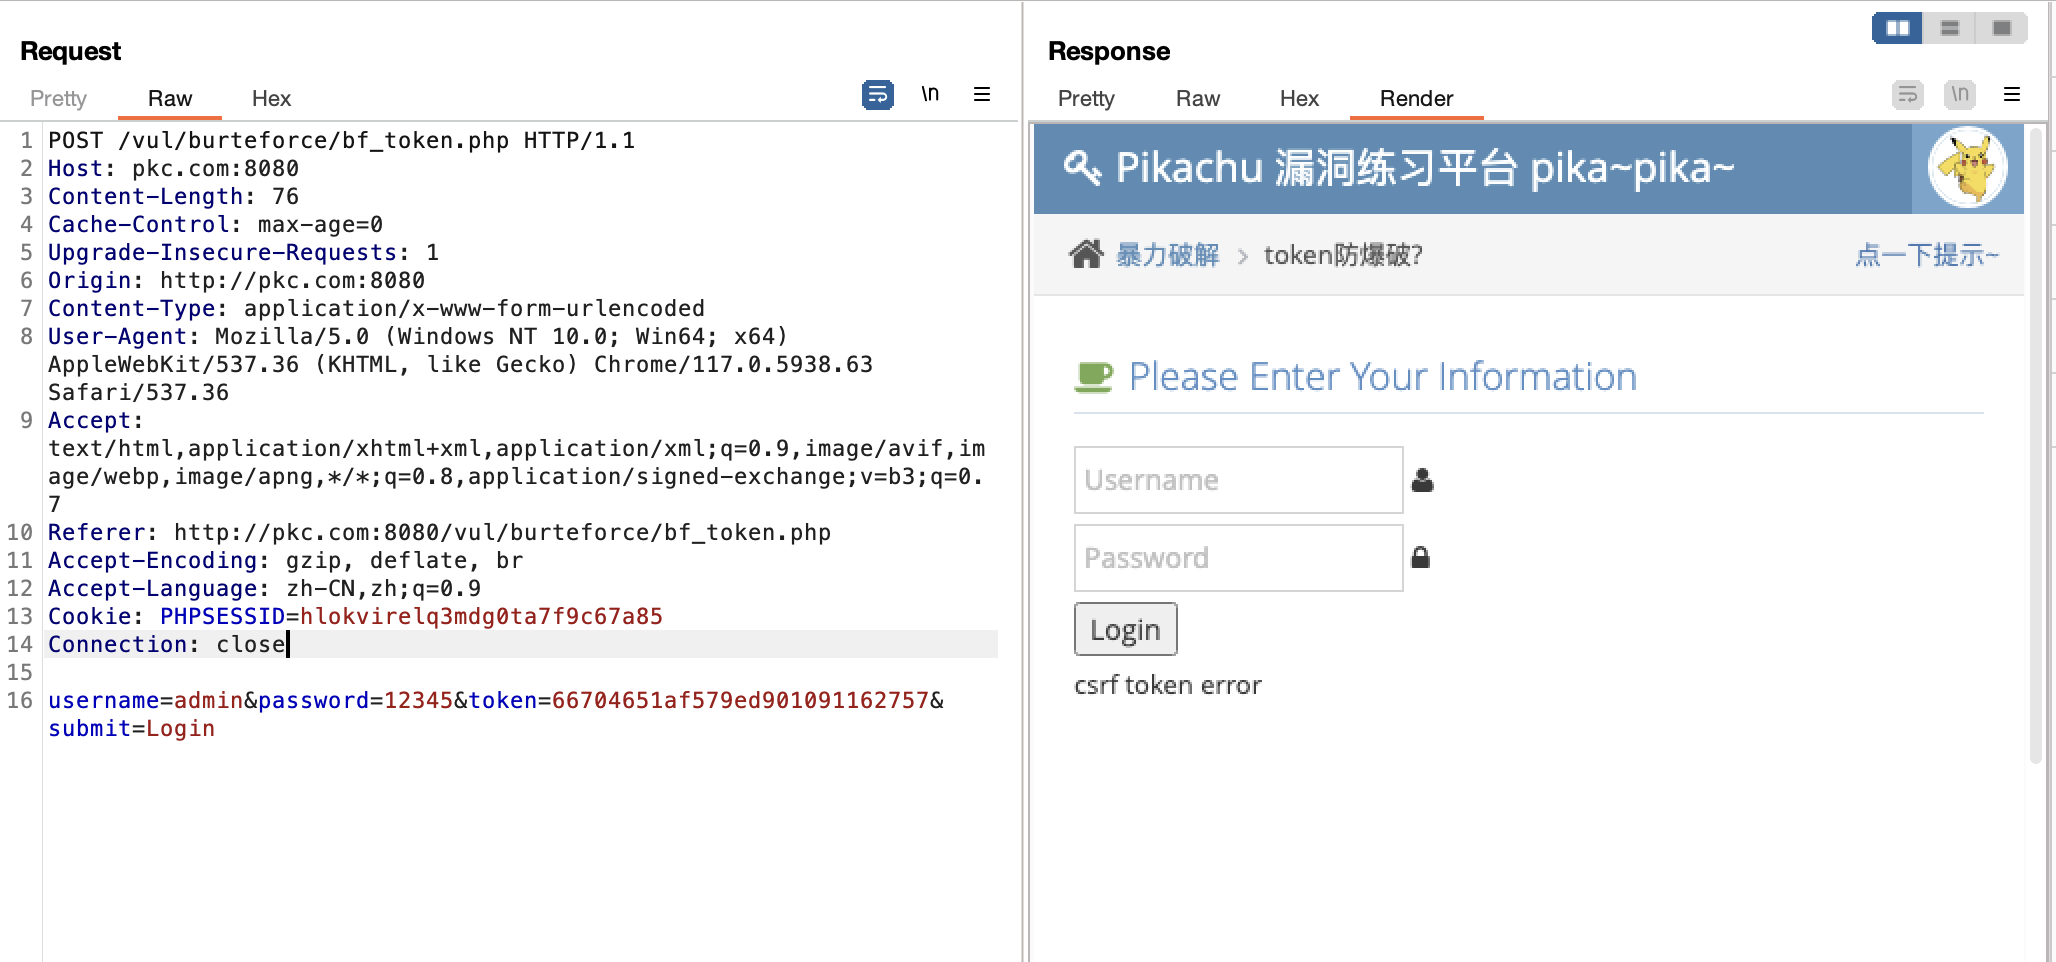 Request
Pretty Raw Hex
\n
1 POST /vul/burteforce/bf_token.php HTTP/1.1
2 Host: pkc.com:8080
3 Content-Length: 76
4 Cache-Control: max-age=0
5 Upgrade-Insecure-Requests: 1
6 Origin: http://pkc.com:8080
7 Content-Type: application/x-www-form-urlencoded
8 User-Agent: Mozilla/5.0 (Windows NT 10.0; Win64; x64)
AppleWebKit/537.36 (KHTML, like Gecko) Chrome/117.0.5938.63
Safari/537.36
9 Accept:
text/html,application/xhtml+xml,application/xml;q=0.9,image/avif,im
age/webp,image/apng,*/*;q=0.8,application/signed-exchange;v=b3;q=0.
7
10 Referer: http://pkc.com:8080/vul/burteforce/bf_token.php
11 Accept-Encoding: gzip, deflate, br
12 Accept-Language: zh-CN,zh;q=0.9
13 Cookie: PHPSESSID=hlokvirelq3mdg0ta7f9c67a85
14 Connection: close
15
16 username=admin&password=12345&token=66704651af579ed901091162757&
submit=Login
Response
Pretty Raw Hex Render
\n
Pikachu 漏洞练习平台 pika~pika~
暴力破解 > token防爆破?
点一下提示~
Please Enter Your Information
Username
Password
Login
csrf token error